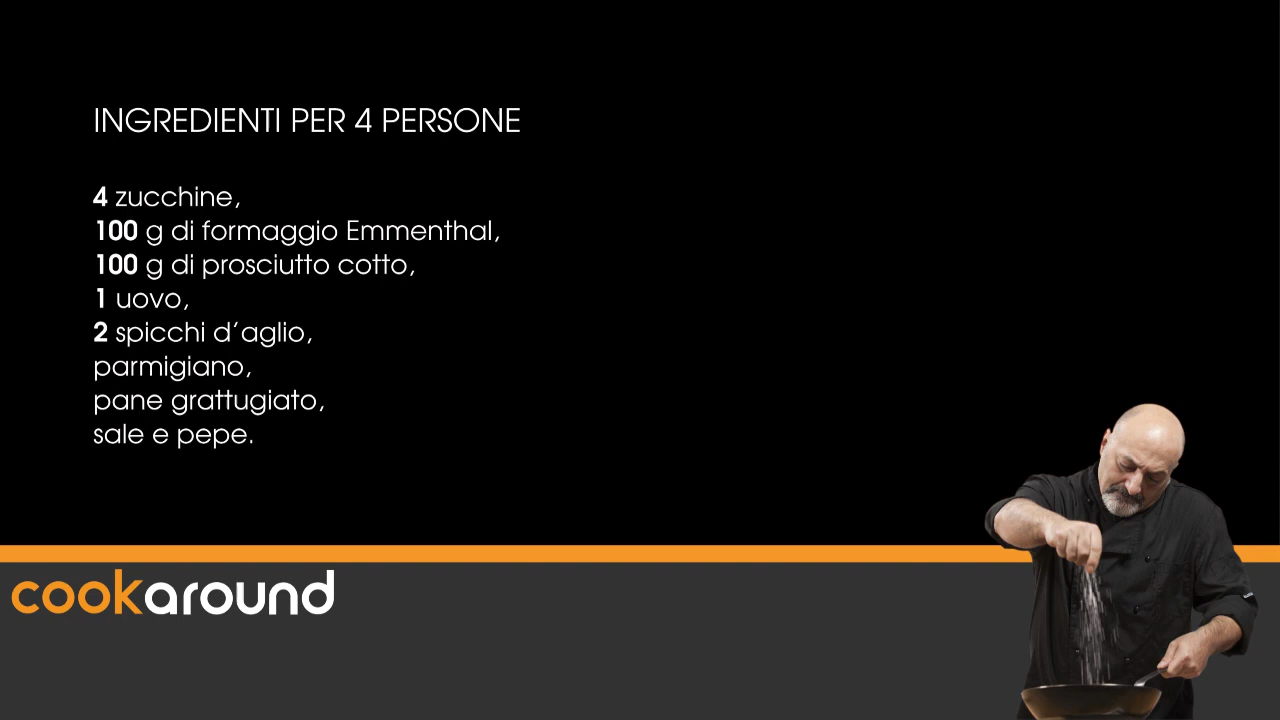 INGREDIENTI PER 4 PERSONE
4 zucchine,
100 g di formaggio Emmenthal,
100 g di prosciutto cotto,
1 uovo,
2 spicchi d’aglio,
parmigiano,
pane grattugiato,
sale e pepe.
cookaround